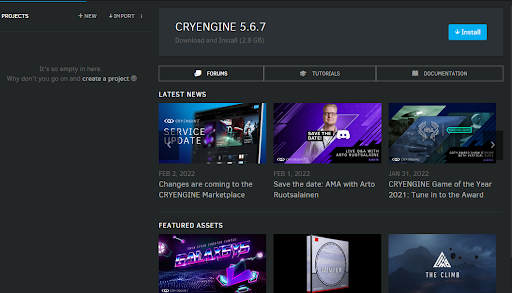 PROJECTS
+ NEW
IMPORT
It's so empty in here.
Why don't you go on and create a project
CRYENGINE 5.6.7
Download and Install (2.8 GB)
Install
FORUMS
TUTORIALS
DOCUMENTATION
LATEST NEWS
CRYENGINE
SERVICE
UPDATE
SAVE THE DATE:
LIVE Q&A WITH
ARTO RUOTSALAINEN
CRYENGINE
FEB 2, 2022
Changes are coming to the
CRYENGINE Marketplace
FEB 1, 2022
Save the date: AMA with Arto
Ruotsalainen
JAN 31, 2022
CRYENGINE Game of the Year
2021: Tune in to the Award
FEATURED ASSETS
GALAXY
THE CLIMB